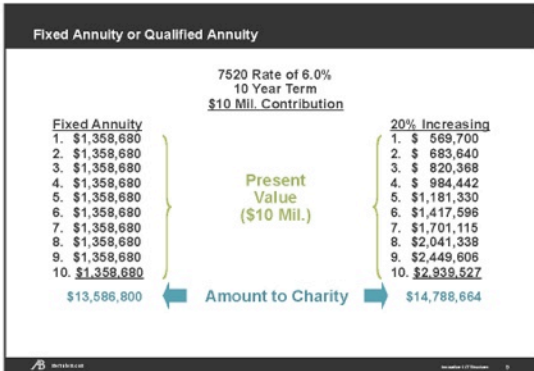 Fixed Annuity or Qualified Annuity
7520 Rate of 6.0%
10 Year Term
$10 Mil. Contribution
Fixed Annuity
1. $1,358,680
2. $1,358,680
3. $1,358,680
4. $1,358,680
5. $1,358,680
6. $1,358,680
7. $1,358,680
8. $1,358,680
9. $1,358,680
10. $1,358,680
$13,586,800
Present
Value
($10 Mil.)
Amount to Charity
20% Increasing
1. $ 569,700
2. $ 683,640
3. $ 820,368
4. $ 984,442
5. $1,181,330
6. $1,417,596
7. $1,701,115
8. $2,041,338
9. $2,449,606
10. $2,939,527
$14,788,664
AB